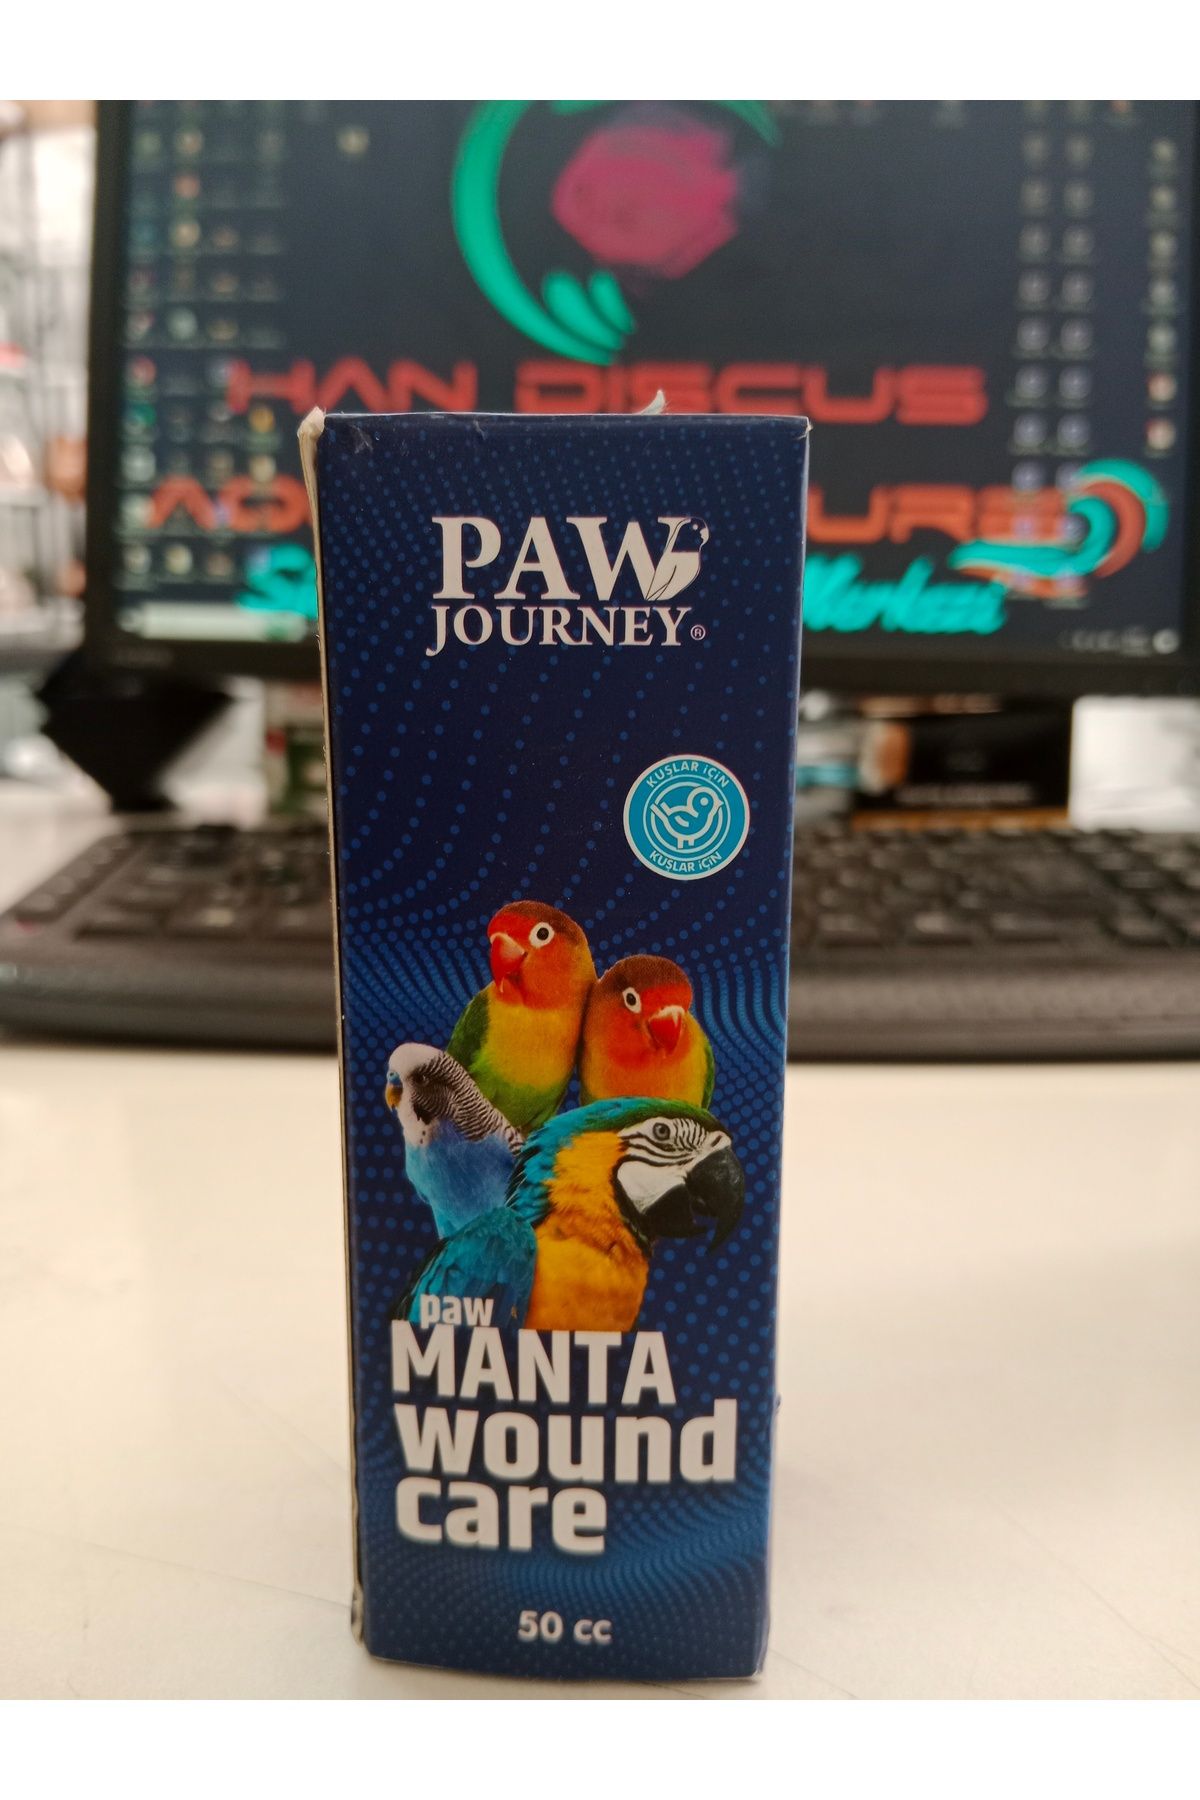 HAN DISCUS
PAW
JOURNEY®
KUŞLAR İÇİN
KUŞLAR İÇİN
paw
MANTA
wound
care
50 cc